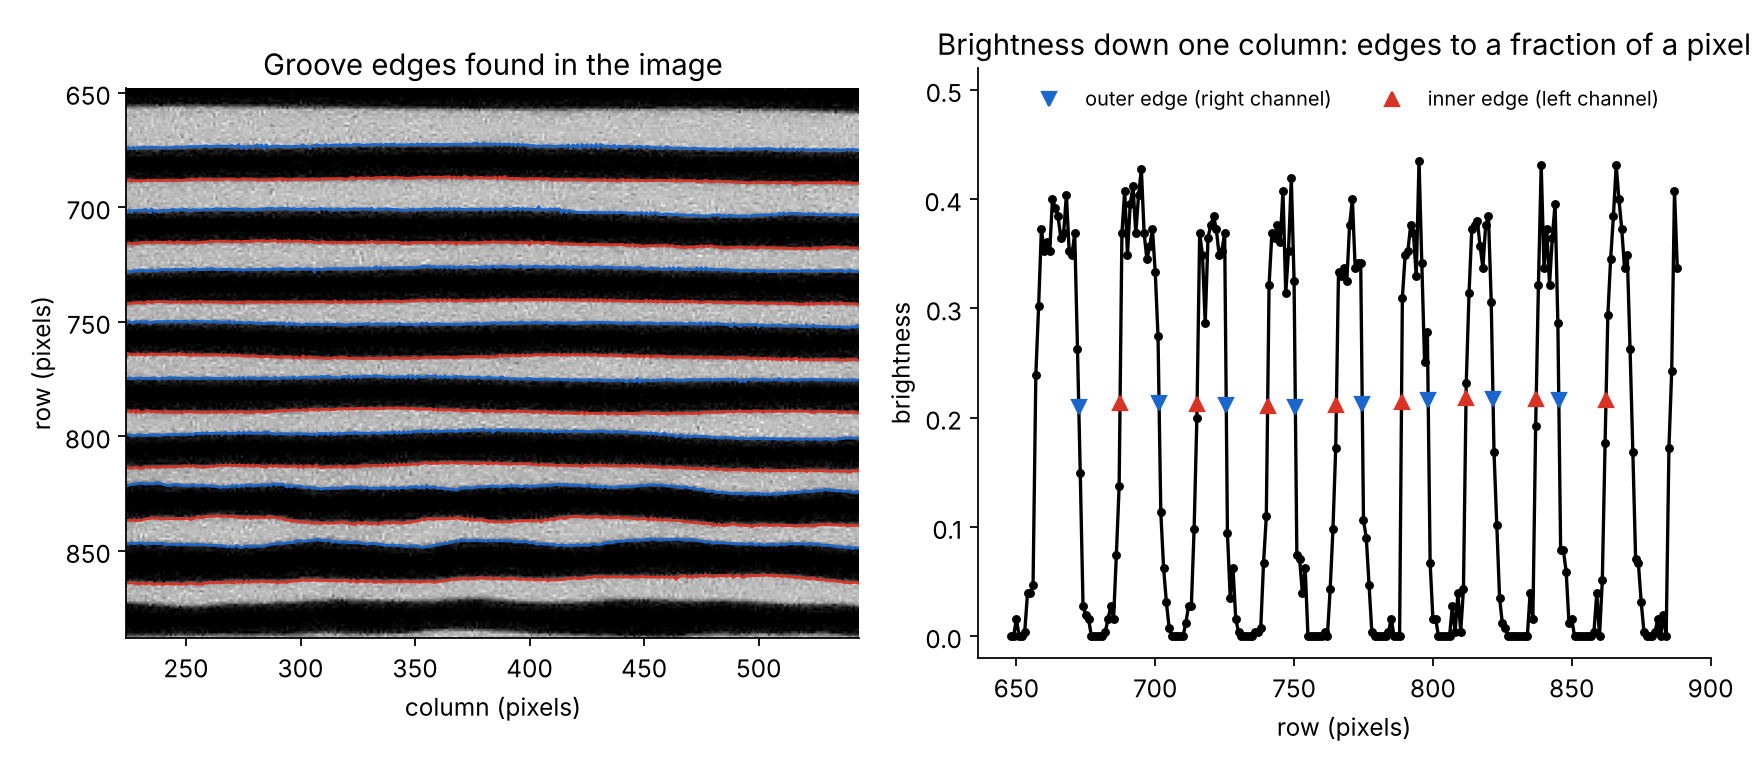 Groove edges found in the image
650
700
750
800
850
row (pixels)
250 300 350 400 450 500
column (pixels)
Brightness down one column: edges to a fraction of a pixel
outer edge (right channel) inner edge (left channel)
0.5
0.4
0.3
0.2
0.1
0.0
brightness
650 700 750 800 850 900
row (pixels)